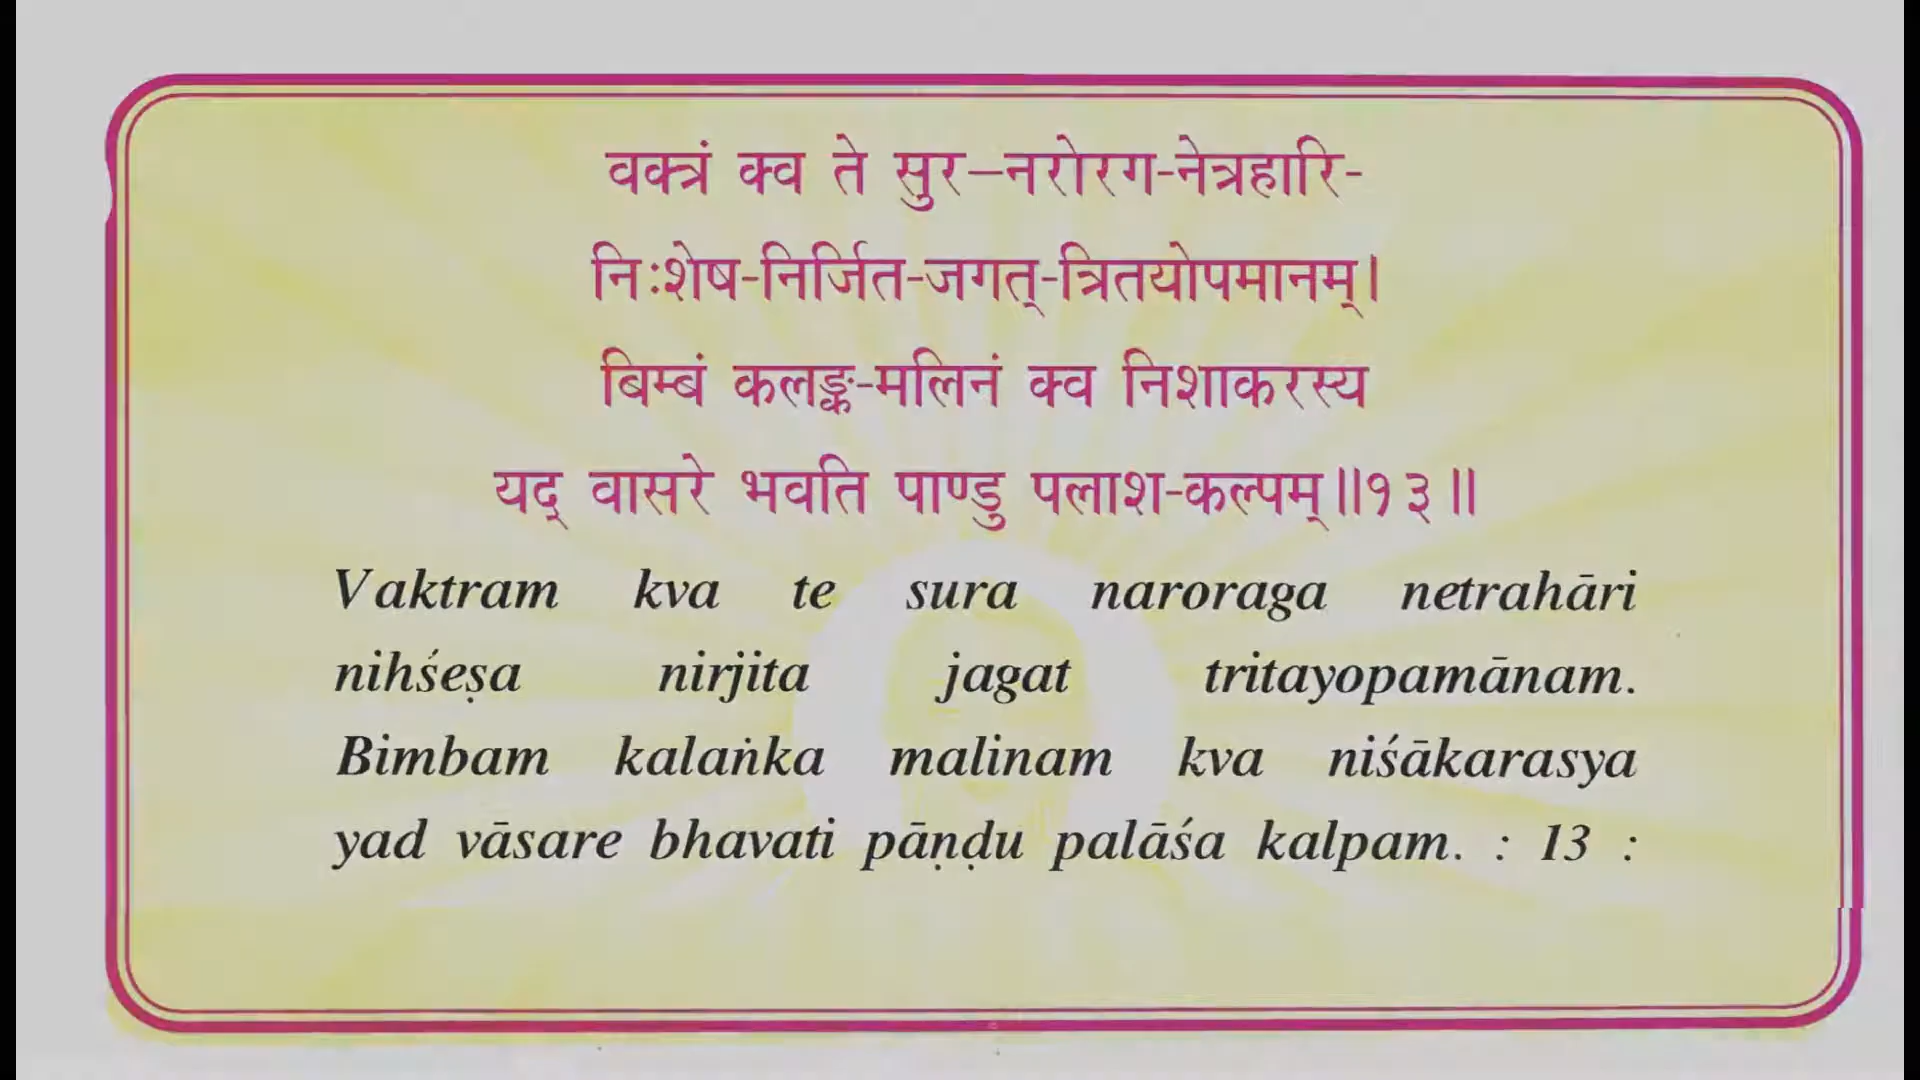 वक्त्रं क्व ते सुर–नरोरग-नेत्रहारि-
निःशेष-निर्जित-जगत्-त्रितयोपमानम्।
बिम्बं कलङ्क-मलिनं क्व निशाकरस्य
यद् वासरे भवति पाण्डु पलाश-कल्पम्॥१३॥
Vaktram kva te sura naroraga netrahāri
nihśeṣa nirjita jagat tritayopamānam.
Bimbam kalaṅka malinam kva niśākarasya
yad vāsare bhavati pāṇḍu palāśa kalpam. : 13 :